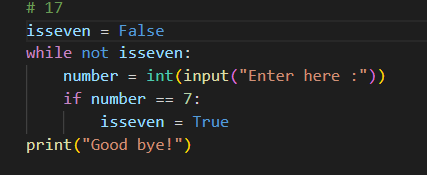 # 17
isseven = False
while not isseven:
    number = int(input("Enter here :"))
    if number == 7:
        isseven = True
print("Good bye!")